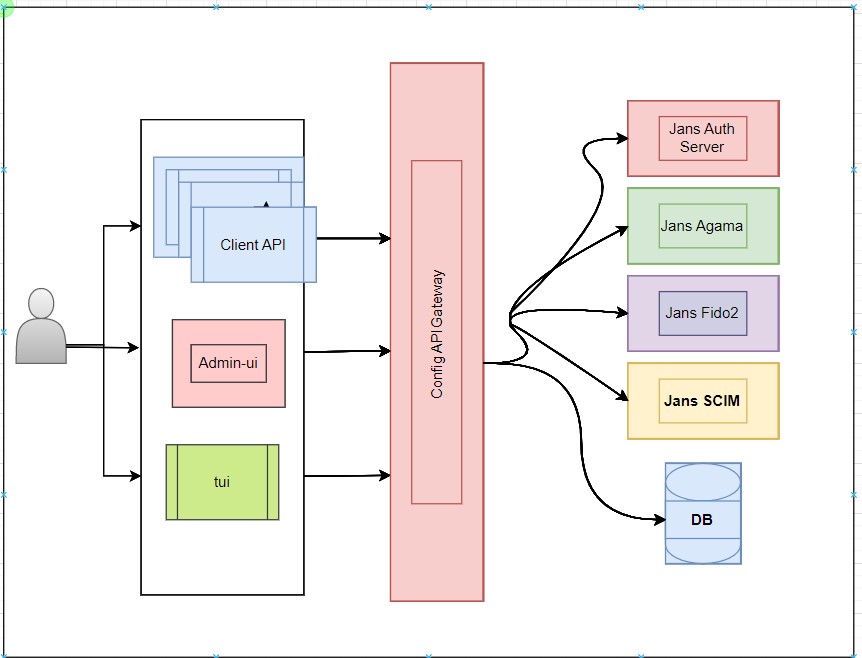 Client API
Admin-ui
tui
Config API Gateway
Jans Auth
Server
Jans Agama
Jans Fido2
Jans SCIM
DB